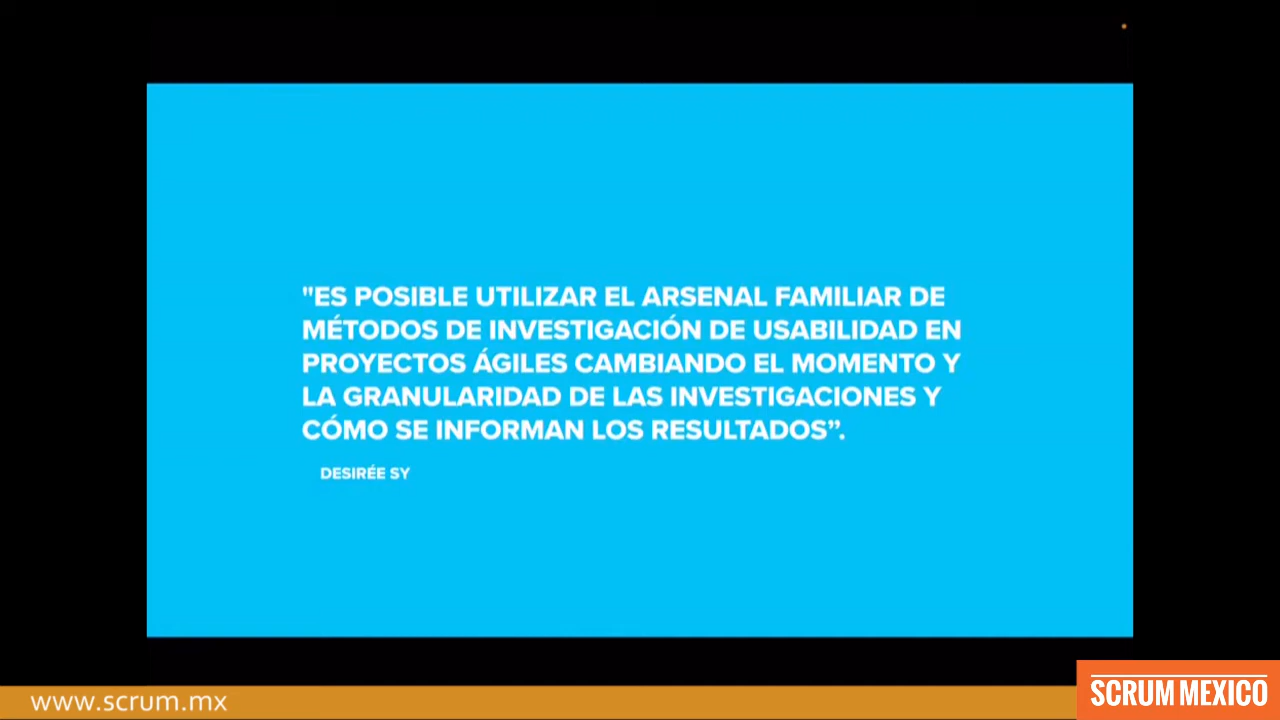 "ES POSIBLE UTILIZAR EL ARSENAL FAMILIAR DE
MÉTODOS DE INVESTIGACIÓN DE USABILIDAD EN
PROYECTOS ÁGILES CAMBIANDO EL MOMENTO Y
LA GRANULARIDAD DE LAS INVESTIGACIONES Y
CÓMO SE INFORMAN LOS RESULTADOS”.
DESIRÉE SY
www.scrum.mx
SCRUM MEXICO